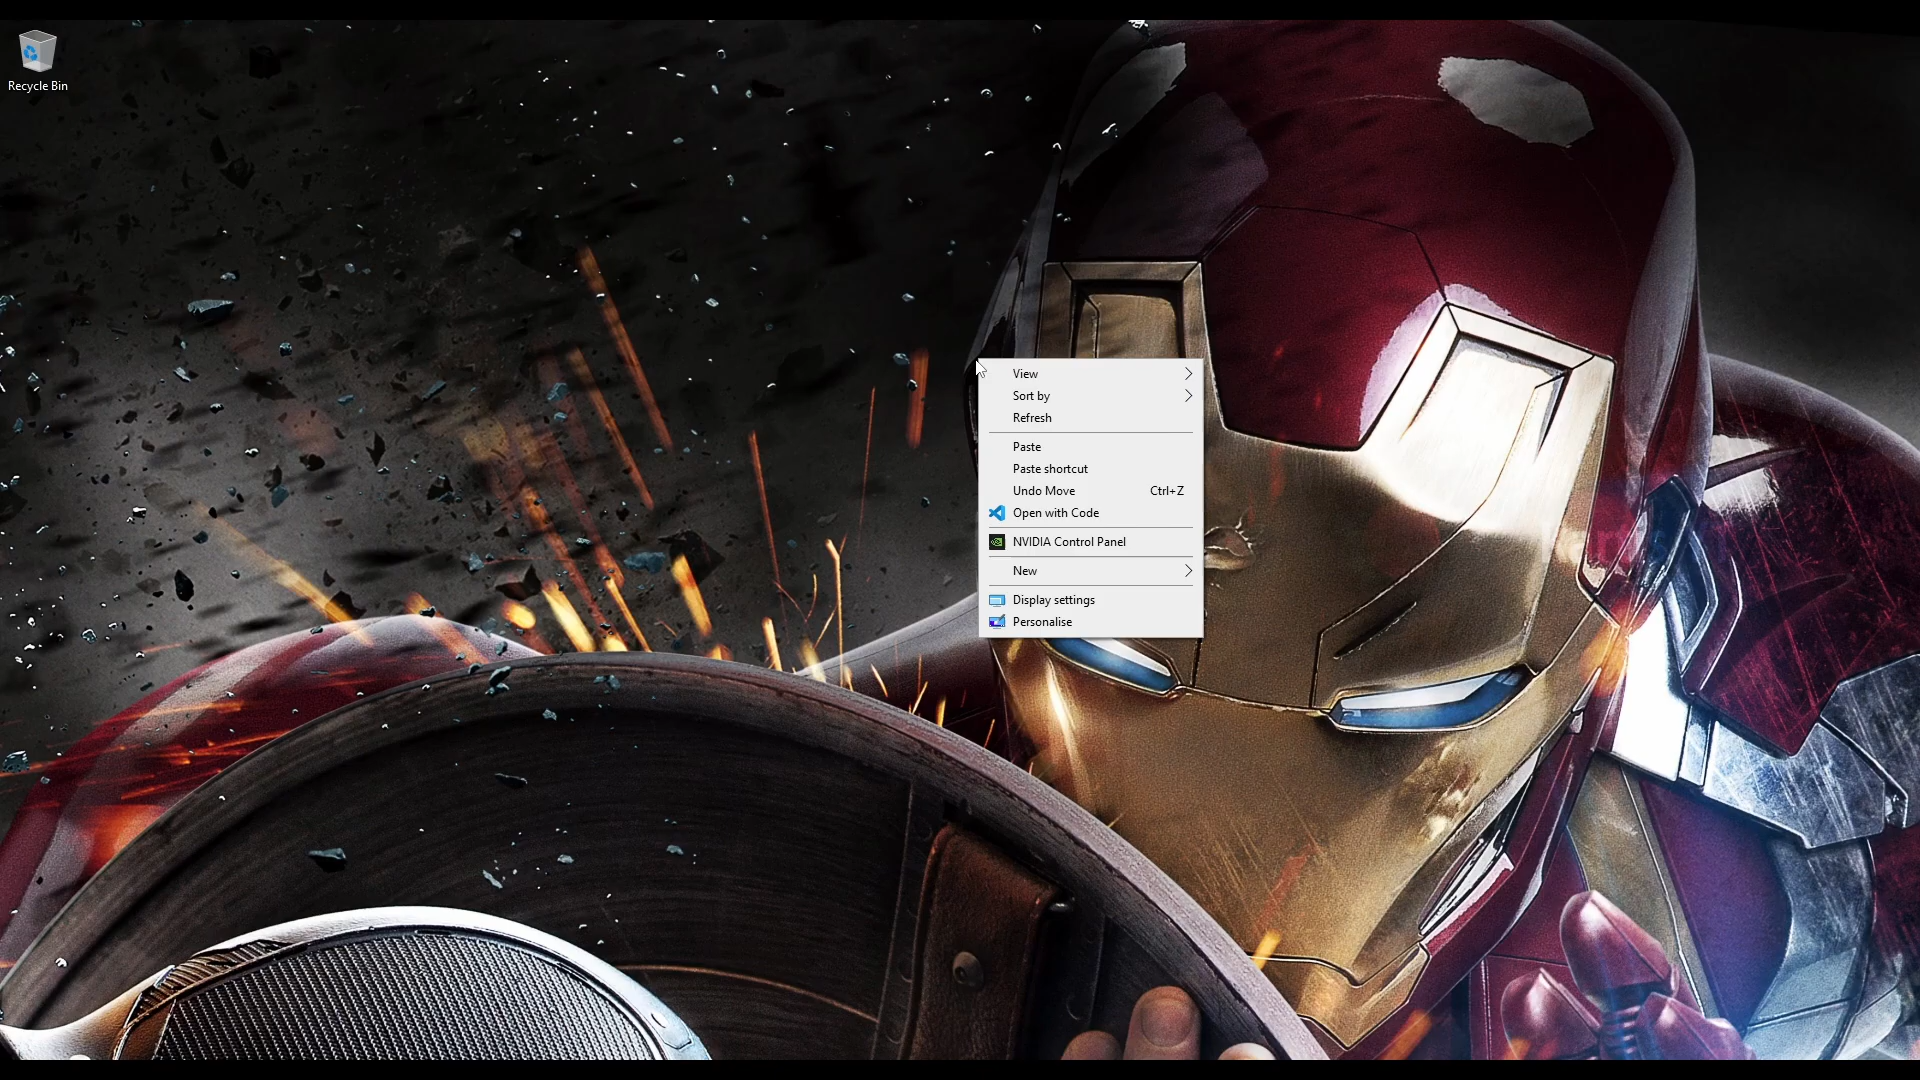 Recycle Bin
View
Sort by
Refresh
Paste
Paste shortcut
Undo Move Ctrl+Z
Open with Code
NVIDIA Control Panel
New
Display settings
Personalise